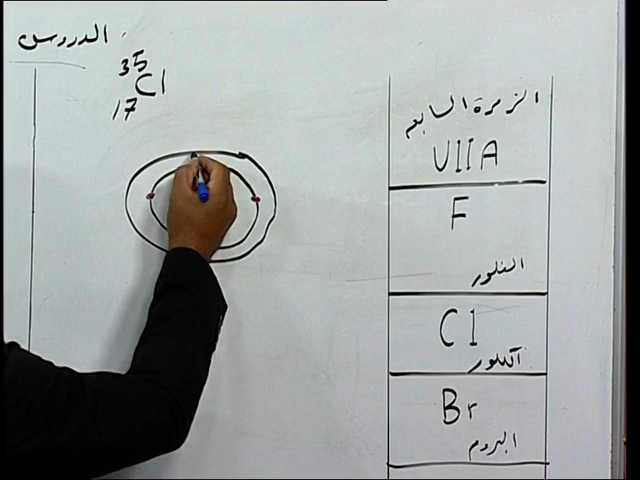 الدروس
35
Cl
17
الزمرة السابعة
VIIA
F
الفلور
Cl
الكلور
Br
البروم